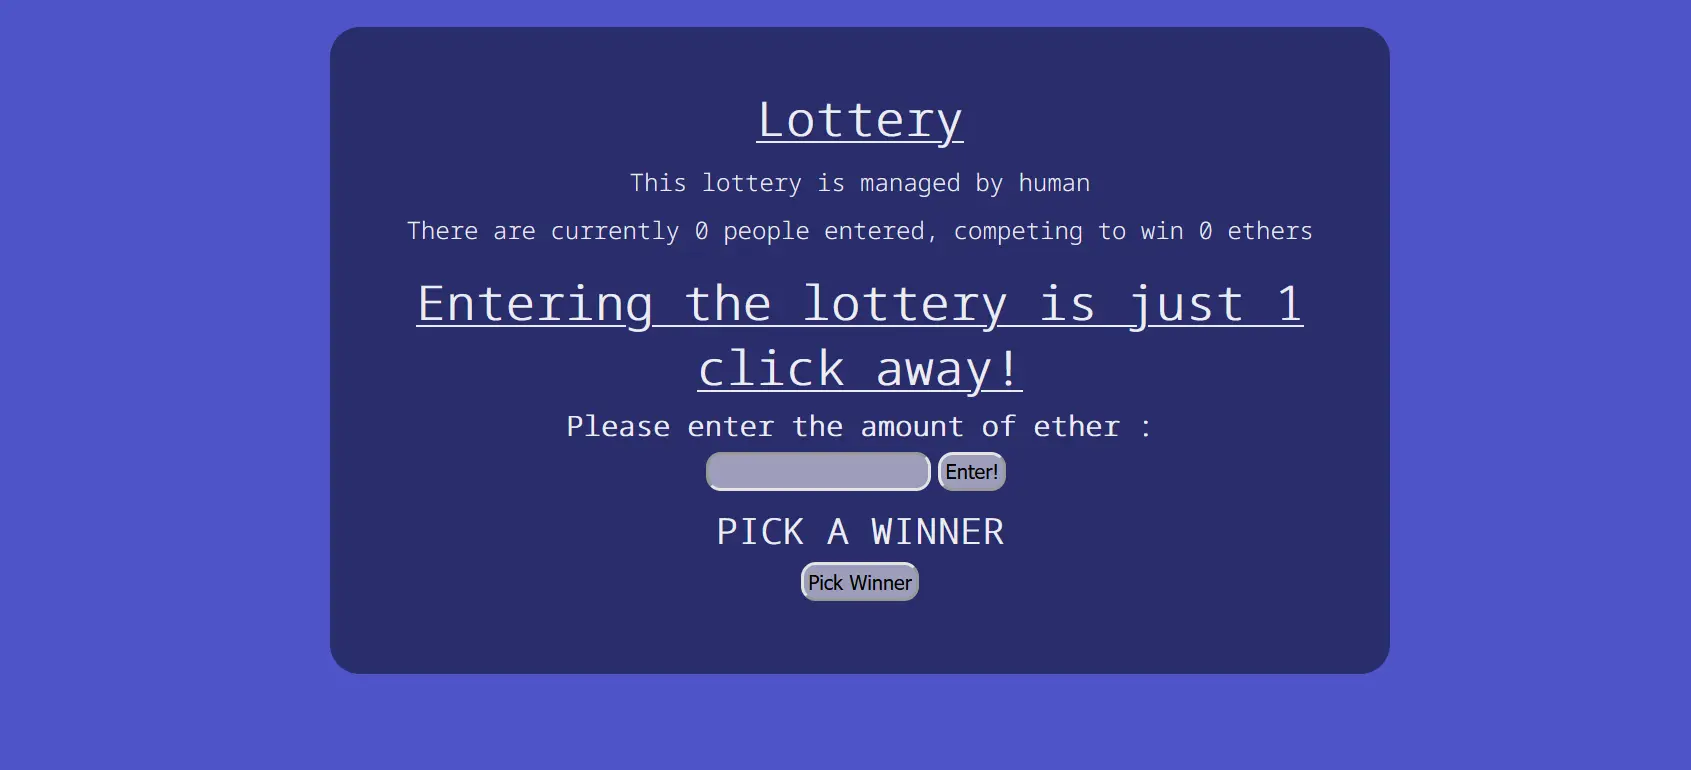 Lottery
This lottery is managed by human
There are currently 0 people entered, competing to win 0 ethers
Entering the lottery is just 1
click away!
Please enter the amount of ether :
Enter!
PICK A WINNER
Pick Winner